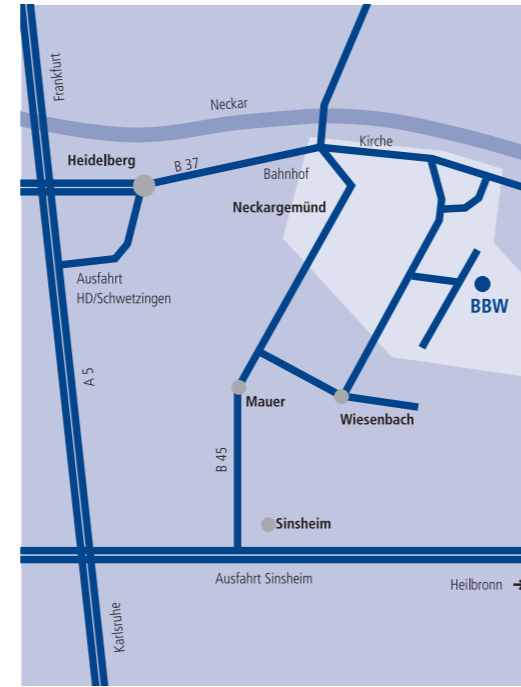 Frankfurt
Neckar
Kirche
Heidelberg
B 37
Bahnhof
Neckargemünd
Ausfahrt
HD/Schwetzingen
BBW
A 5
Mauer
Wiesenbach
B 45
Sinsheim
Ausfahrt Sinsheim
Heilbronn →
Karlsruhe